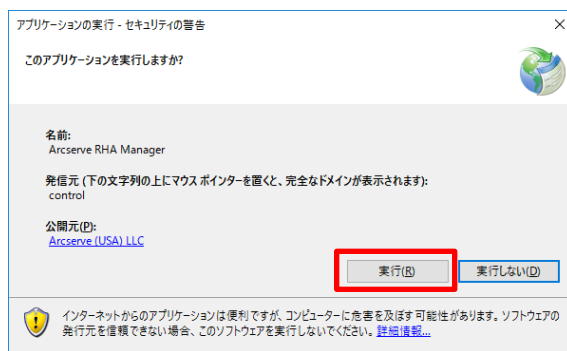 アプリケーションの実行 - セキュリティの警告
このアプリケーションを実行しますか?
名前:
Arcserve RHA Manager
発信元 (下の文字列の上にマウス ポインターを置くと、完全なドメインが表示されます):
control
公開元(P):
Arcserve (USA) LLC
実行(R)
実行しない(D)
インターネットからのアプリケーションは便利ですが、コンピューターに危害を及ぼす可能性があります。ソフトウェアの
発行元を信頼できない場合、このソフトウェアを実行しないでください。詳細情報...